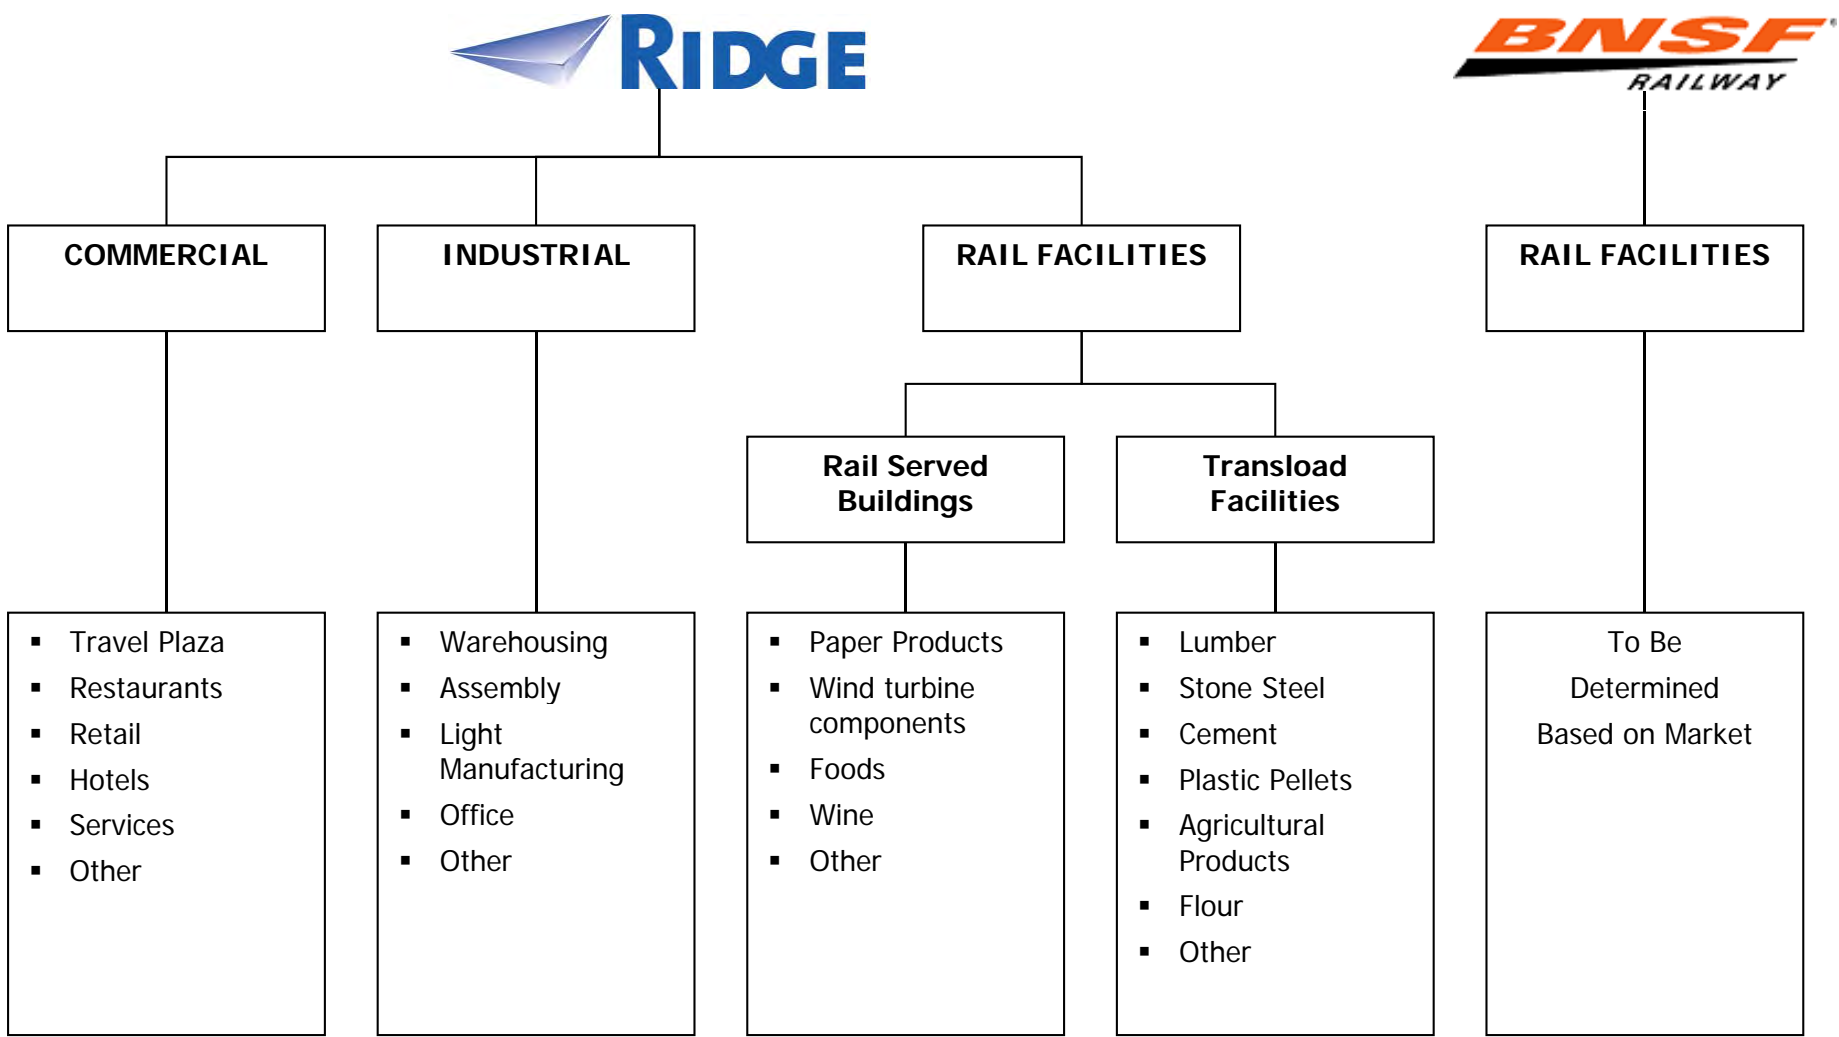 RIDGE
BNSF
RAILWAY
COMMERCIAL
INDUSTRIAL
RAIL FACILITIES
RAIL FACILITIES
Rail Served
Buildings
Transload
Facilities
▪ Travel Plaza
▪ Restaurants
▪ Retail
▪ Hotels
▪ Services
▪ Other
▪ Warehousing
▪ Assembly
▪ Light
Manufacturing
▪ Office
▪ Other
▪ Paper Products
▪ Wind turbine
components
▪ Foods
▪ Wine
▪ Other
▪ Lumber
▪ Stone Steel
▪ Cement
▪ Plastic Pellets
▪ Agricultural
Products
▪ Flour
▪ Other
To Be
Determined
Based on Market